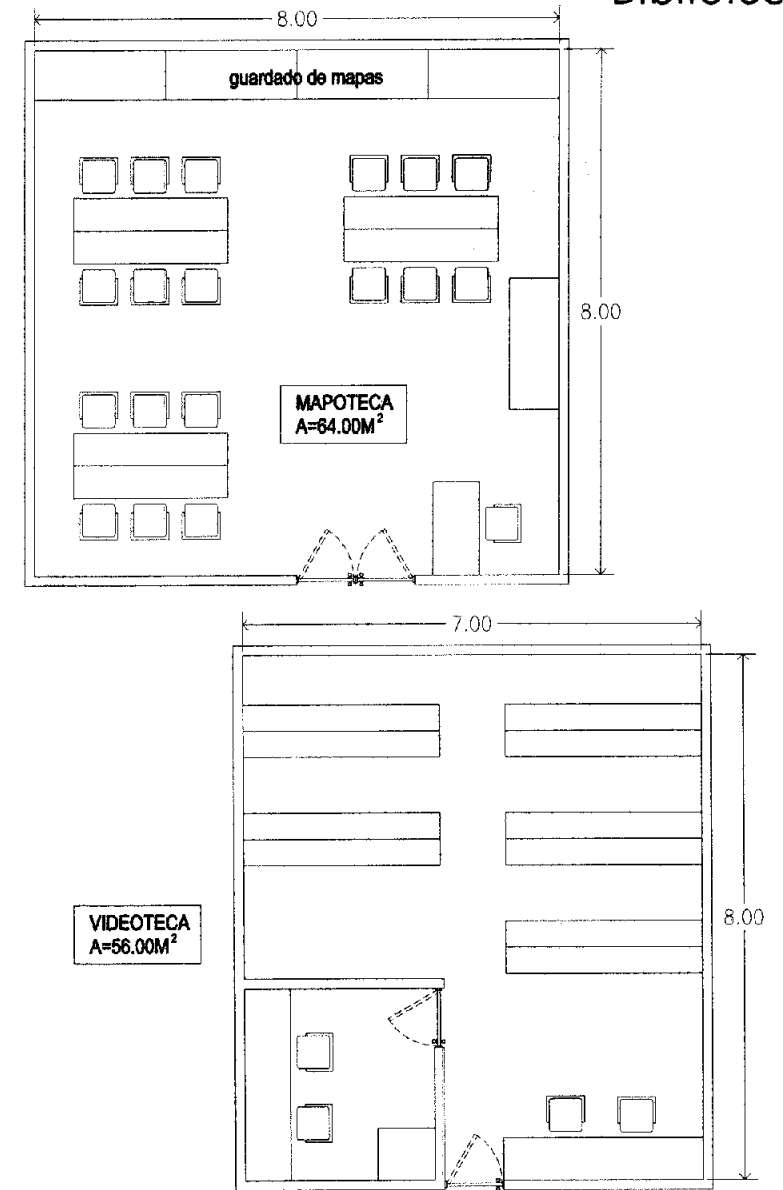 8.00
guardado de mapas
8.00
MAPOTECA
A=64.00M²
7.00
8.00
VIDEOTECA
A=56.00M²